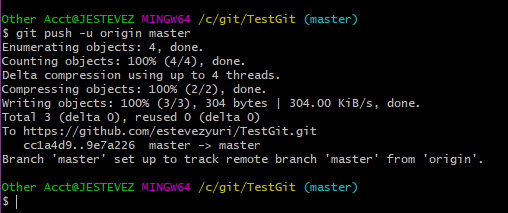 Other Acct@JESTEVEZ MINGW64 /c/git/TestGit (master)
$ git push -u origin master
Enumerating objects: 4, done.
Counting objects: 100% (4/4), done.
Delta compression using up to 4 threads.
Compressing objects: 100% (2/2), done.
Writing objects: 100% (3/3), 304 bytes | 304.00 KiB/s, done.
Total 3 (delta 0), reused 0 (delta 0)
To https://github.com/estevezyuri/TestGit.git
   cc1a4d9..9e7a226  master -> master
Branch 'master' set up to track remote branch 'master' from 'origin'.
Other Acct@JESTEVEZ MINGW64 /c/git/TestGit (master)
$